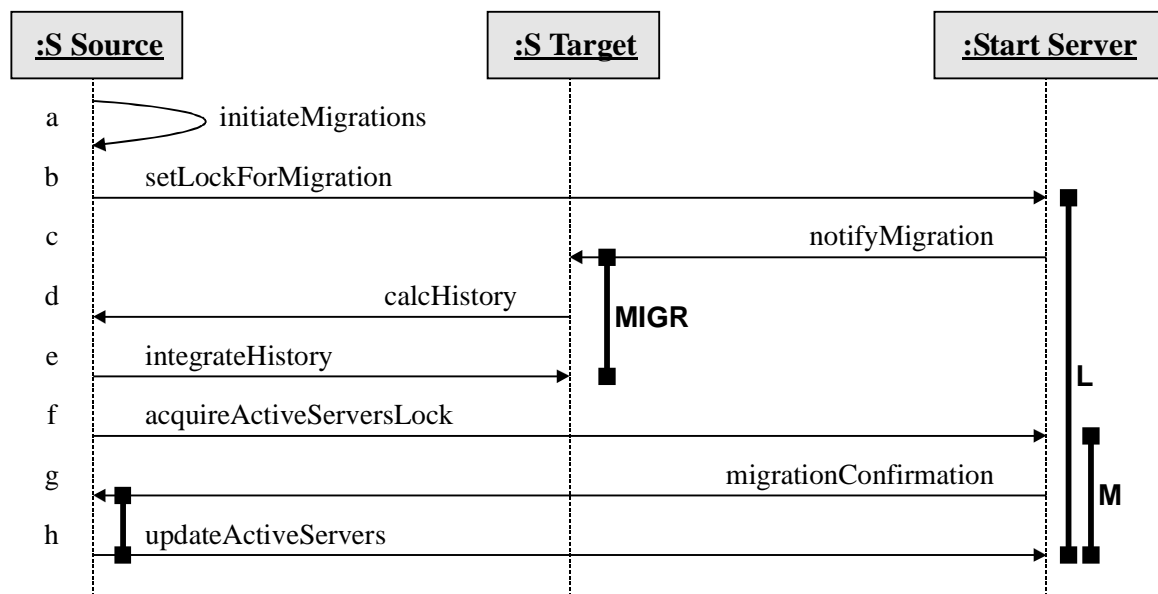 :S Source :S Target :Start Server
a initiateMigrations
b setLockForMigration
c notifyMigration
d calcHistory
MIGR
e integrateHistory
L
f acquireActiveServersLock
g migrationConfirmation
M
h updateActiveServers